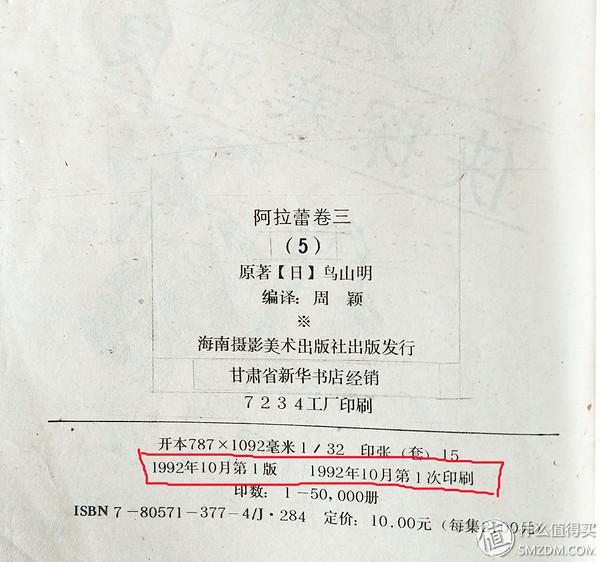 阿拉蕾卷三
(5)
原著【日】鸟山明
编译：周 颖
※
海南摄影美术出版社出版发行
甘肃省新华书店经销
7234工厂印刷
开本787×1092毫米1/32 印张（套）15
1992年10月第1版 1992年10月第1次印刷
印数：1－50,000册
ISBN 7－80571－377－4/J·284 定价：10.00元（每集2.00元）
值 什么值得买
SMZDM.COM